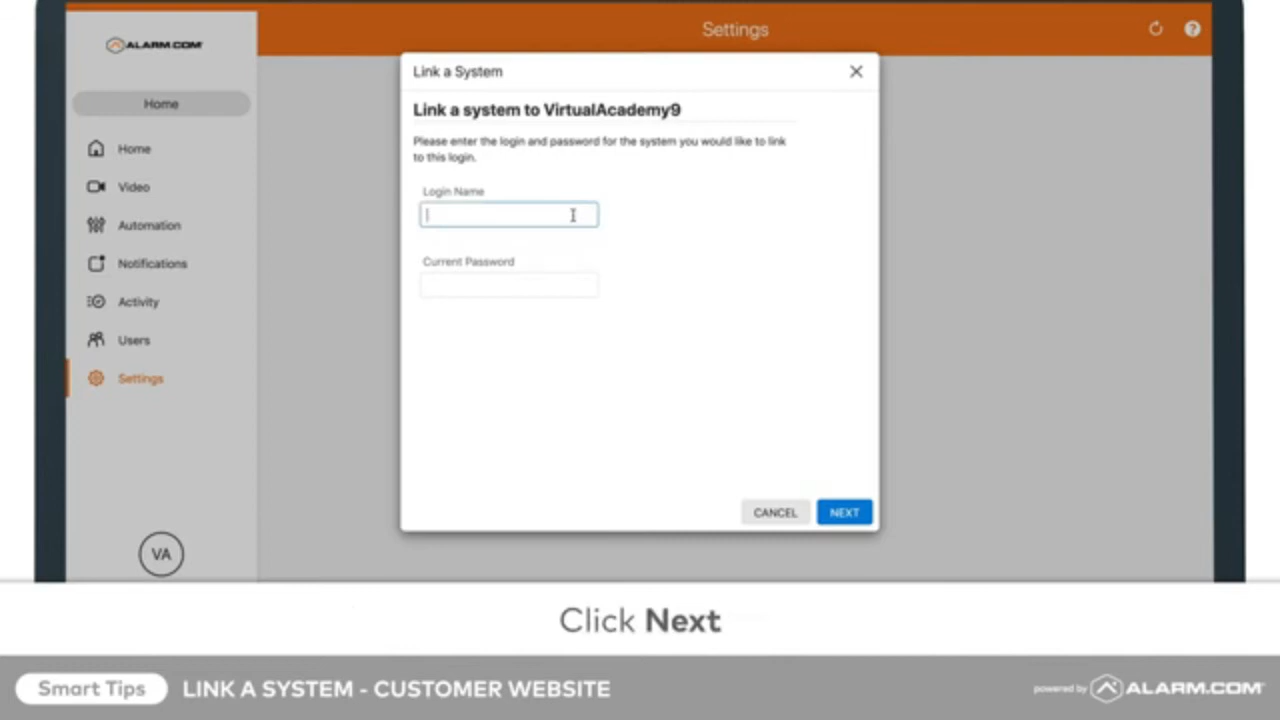 ALARM.COM
Settings
Home
Home
Video
Automation
Notifications
Activity
Users
Settings
VA
Link a System
Link a system to VirtualAcademy9
Please enter the login and password for the system you would like to link
to this login.
Login Name
Current Password
CANCEL
NEXT
Click Next
Smart Tips
LINK A SYSTEM - CUSTOMER WEBSITE
powered by ALARM.COM